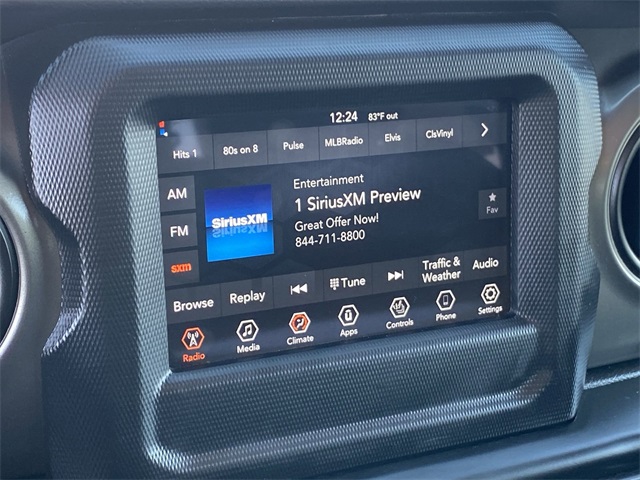 12:24 83°F out
Hits 1 80s on 8 Pulse MLBRadio Elvis ClsVinyl
AM
FM
sxm
SiriusXM
Entertainment
1 SiriusXM Preview
Great Offer Now!
844-711-8800
Fav
Browse Replay Tune Traffic & Weather Audio
Radio Media Climate Apps Controls Phone Settings